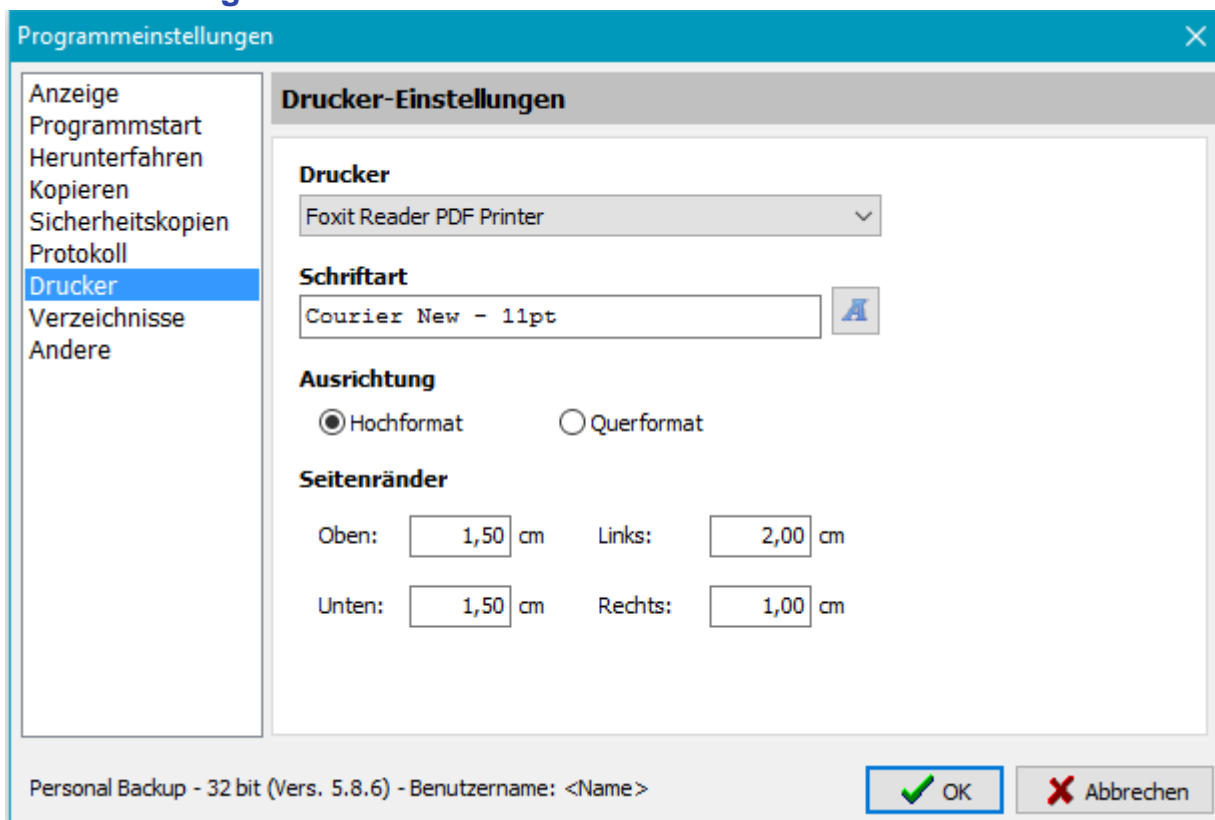 Programmeinstellungen
Anzeige
Programmstart
Herunterfahren
Kopieren
Sicherheitskopien
Protokoll
Drucker
Verzeichnisse
Andere
Drucker-Einstellungen
Drucker
Foxit Reader PDF Printer
Schriftart
Courier New - 11pt
A
Ausrichtung
Hochformat Querformat
Seitenränder
Oben: 1,50 cm Links: 2,00 cm
Unten: 1,50 cm Rechts: 1,00 cm
Personal Backup - 32 bit (Vers. 5.8.6) - Benutzername: <Name> OK Abbrechen